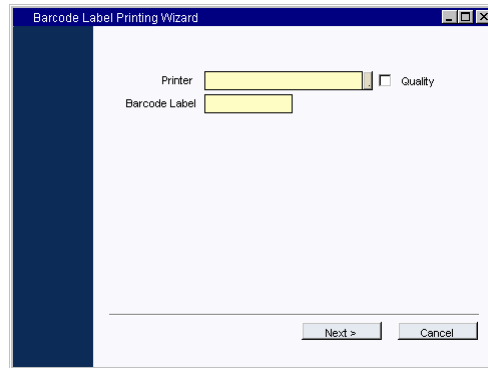 Barcode Label Printing Wizard
Printer
Quality
Barcode Label
Next >
Cancel